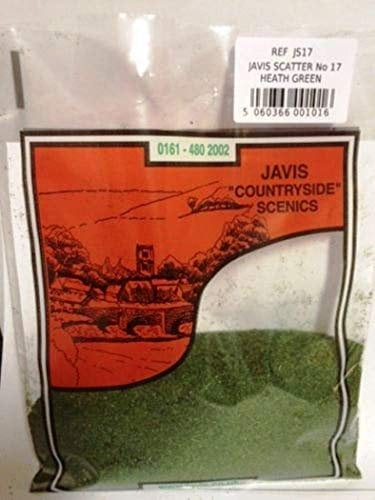 REF JS17
JAVIS SCATTER No 17
HEATH GREEN
5 060366 001016
0161 - 480 2002
JAVIS
"COUNTRYSIDE"
SCENICS